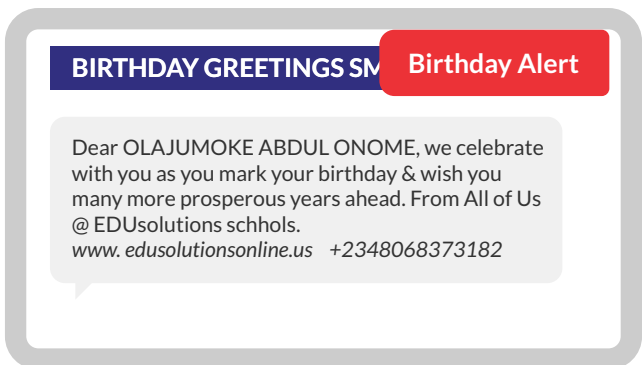 BIRTHDAY GREETINGS SM
Birthday Alert
Dear OLAJUMOKE ABDUL ONOME, we celebrate
with you as you mark your birthday & wish you
many more prosperous years ahead. From All of Us
@ EDUsolutions schhols.
www. edusolutionsonline.us +2348068373182